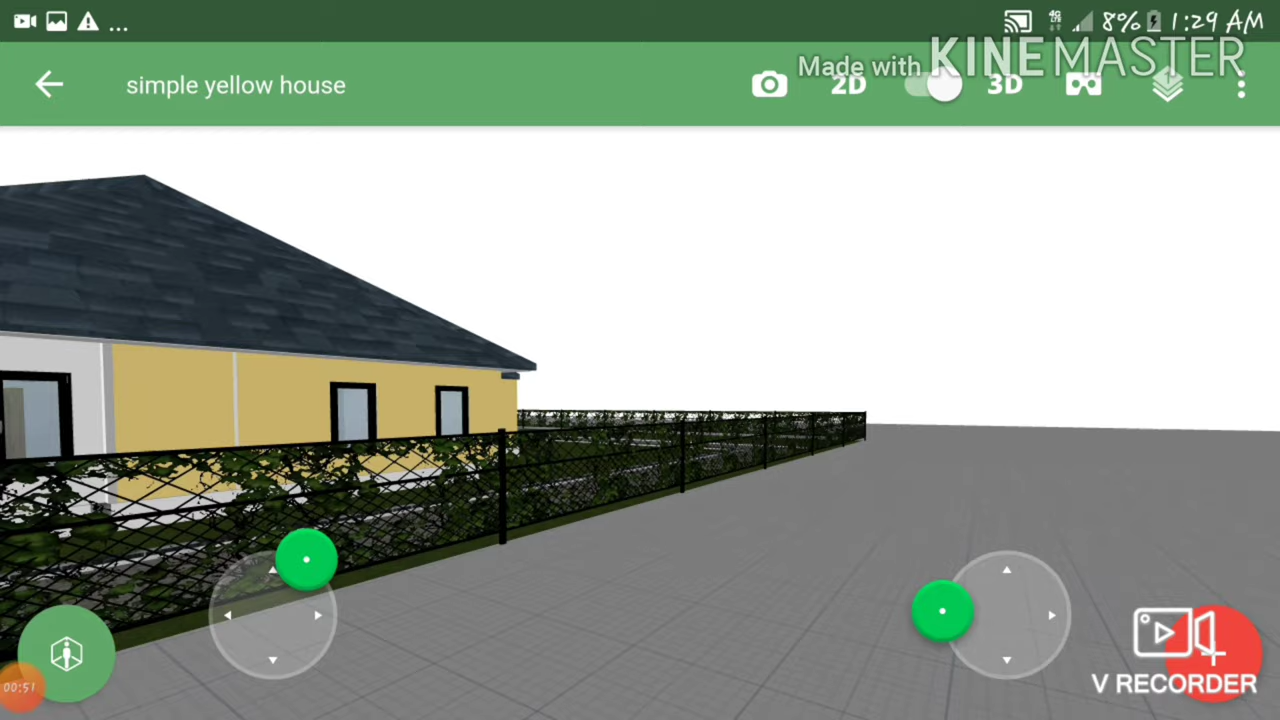 ... 8% 1:29 AM
Made with KINEMASTER
simple yellow house 2D 3D
00:51
V RECORDER